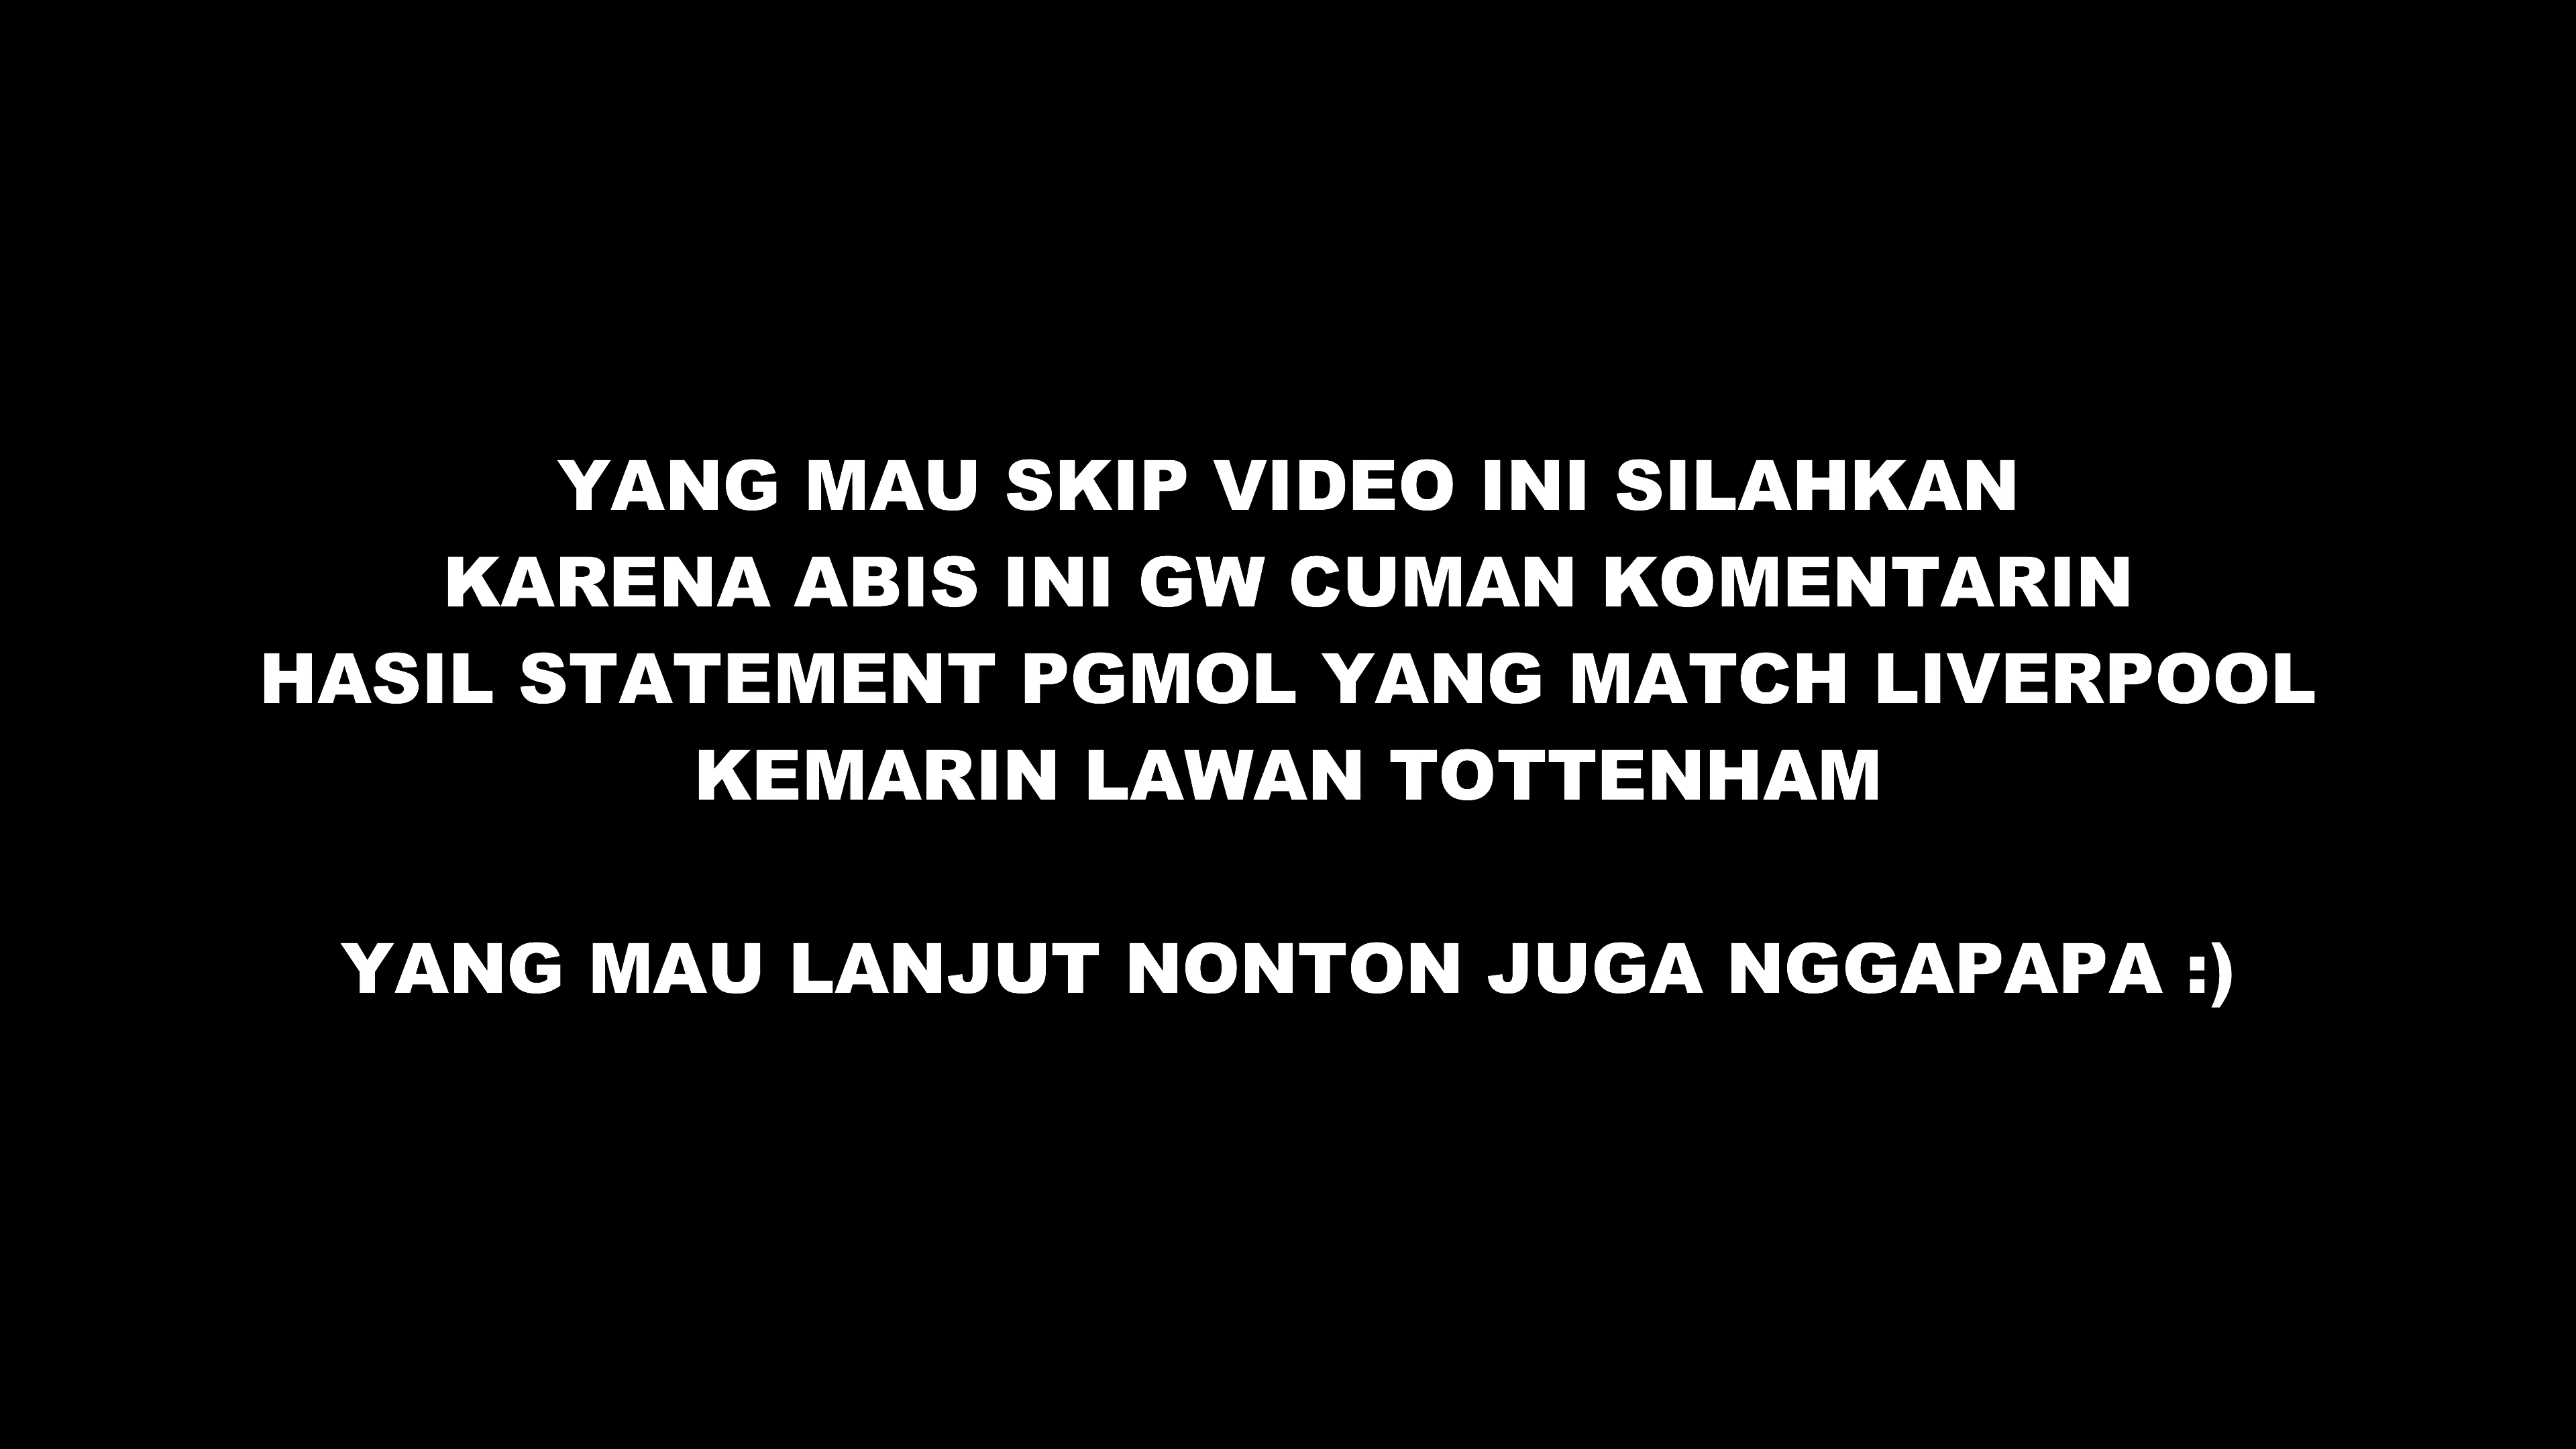 YANG MAU SKIP VIDEO INI SILAHKAN
KARENA ABIS INI GW CUMAN KOMENTARIN
HASIL STATEMENT PGMOL YANG MATCH LIVERPOOL
KEMARIN LAWAN TOTTENHAM
YANG MAU LANJUT NONTON JUGA NGGAPAPA :)